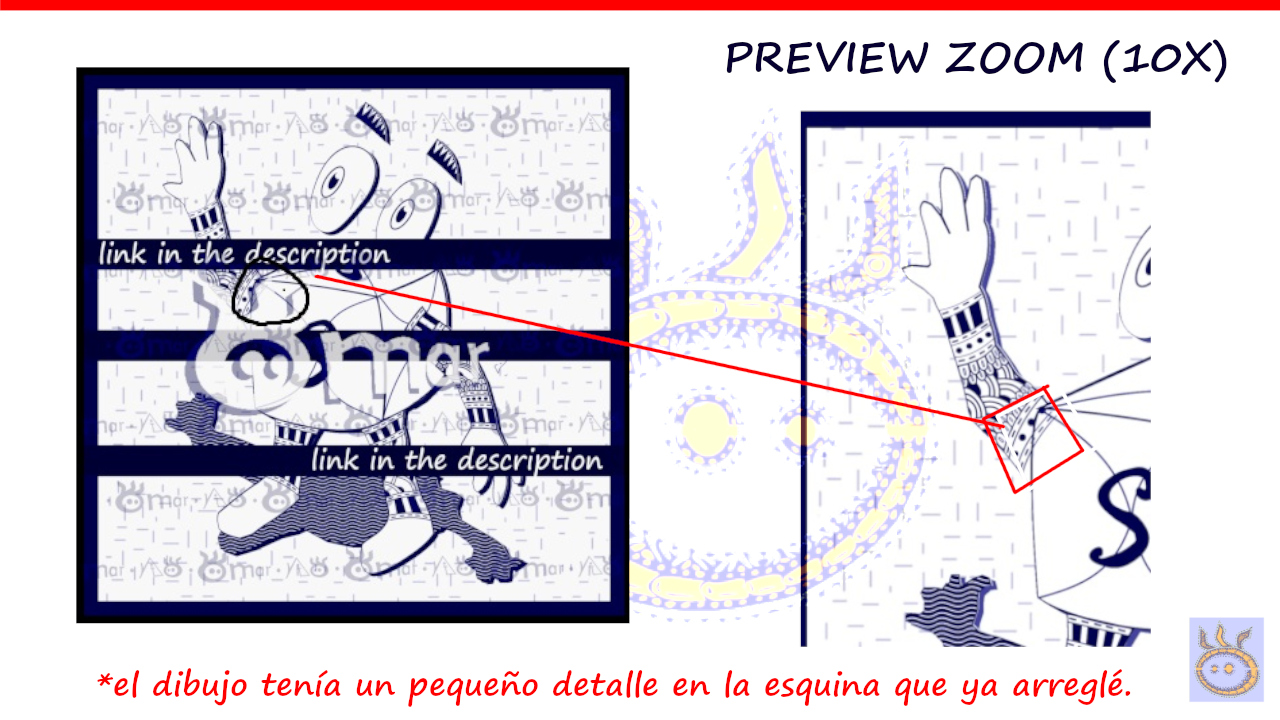 PREVIEW ZOOM (10X)
link in the description
Omar
link in the description
S
*el dibujo tenía un pequeño detalle en la esquina que ya arreglé.